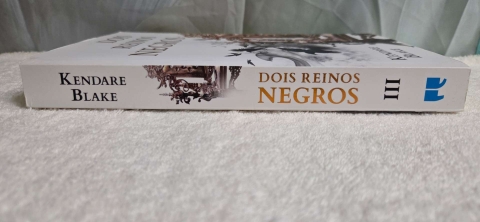 KENDARE
BLAKE
DOIS REINOS
NEGROS
III